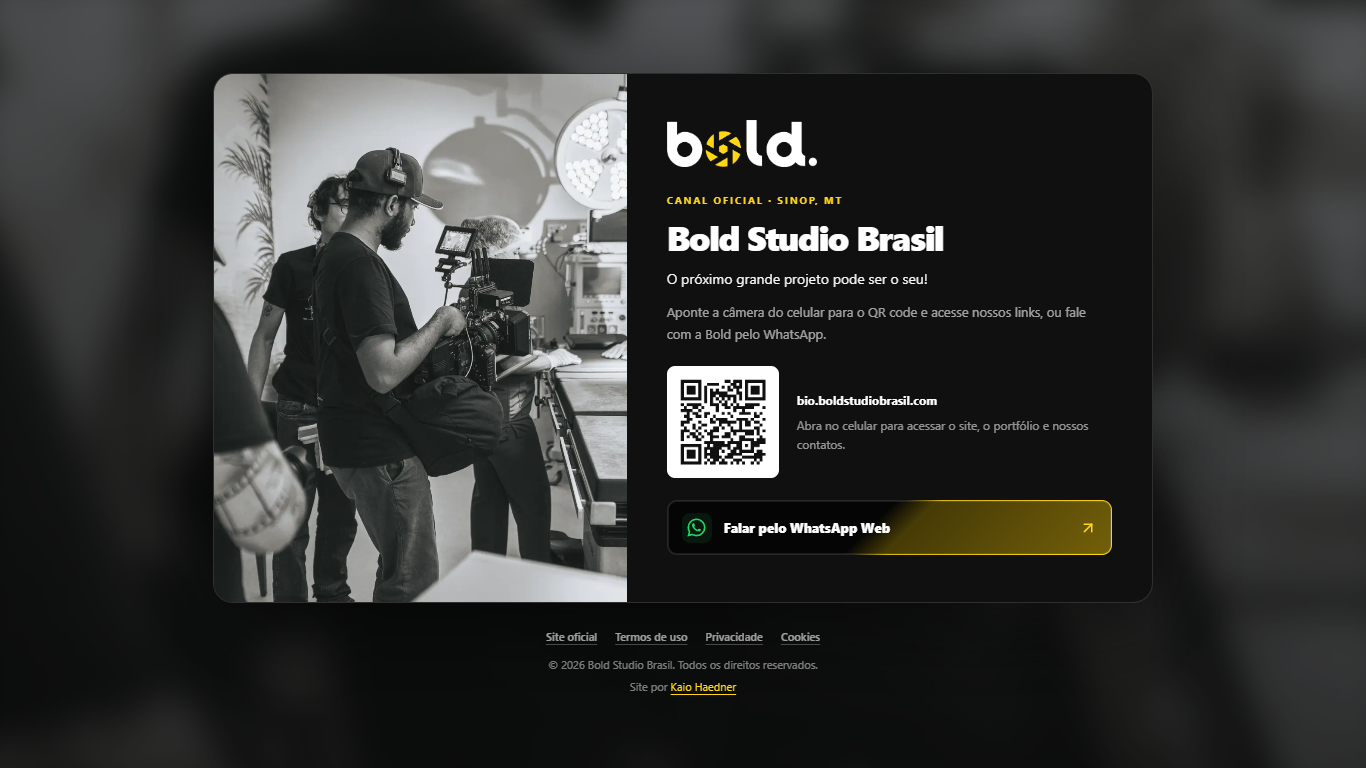 bold.
CANAL OFICIAL · SINOP, MT
Bold Studio Brasil
O próximo grande projeto pode ser o seu!
Aponte a câmera do celular para o QR code e acesse nossos links, ou fale
com a Bold pelo WhatsApp.
bio.boldstudiobrasil.com
Abra no celular para acessar o site, o portfólio e nossos
contatos.
Falar pelo WhatsApp Web
Site oficial Termos de uso Privacidade Cookies
© 2026 Bold Studio Brasil. Todos os direitos reservados.
Site por Kaio Haedner